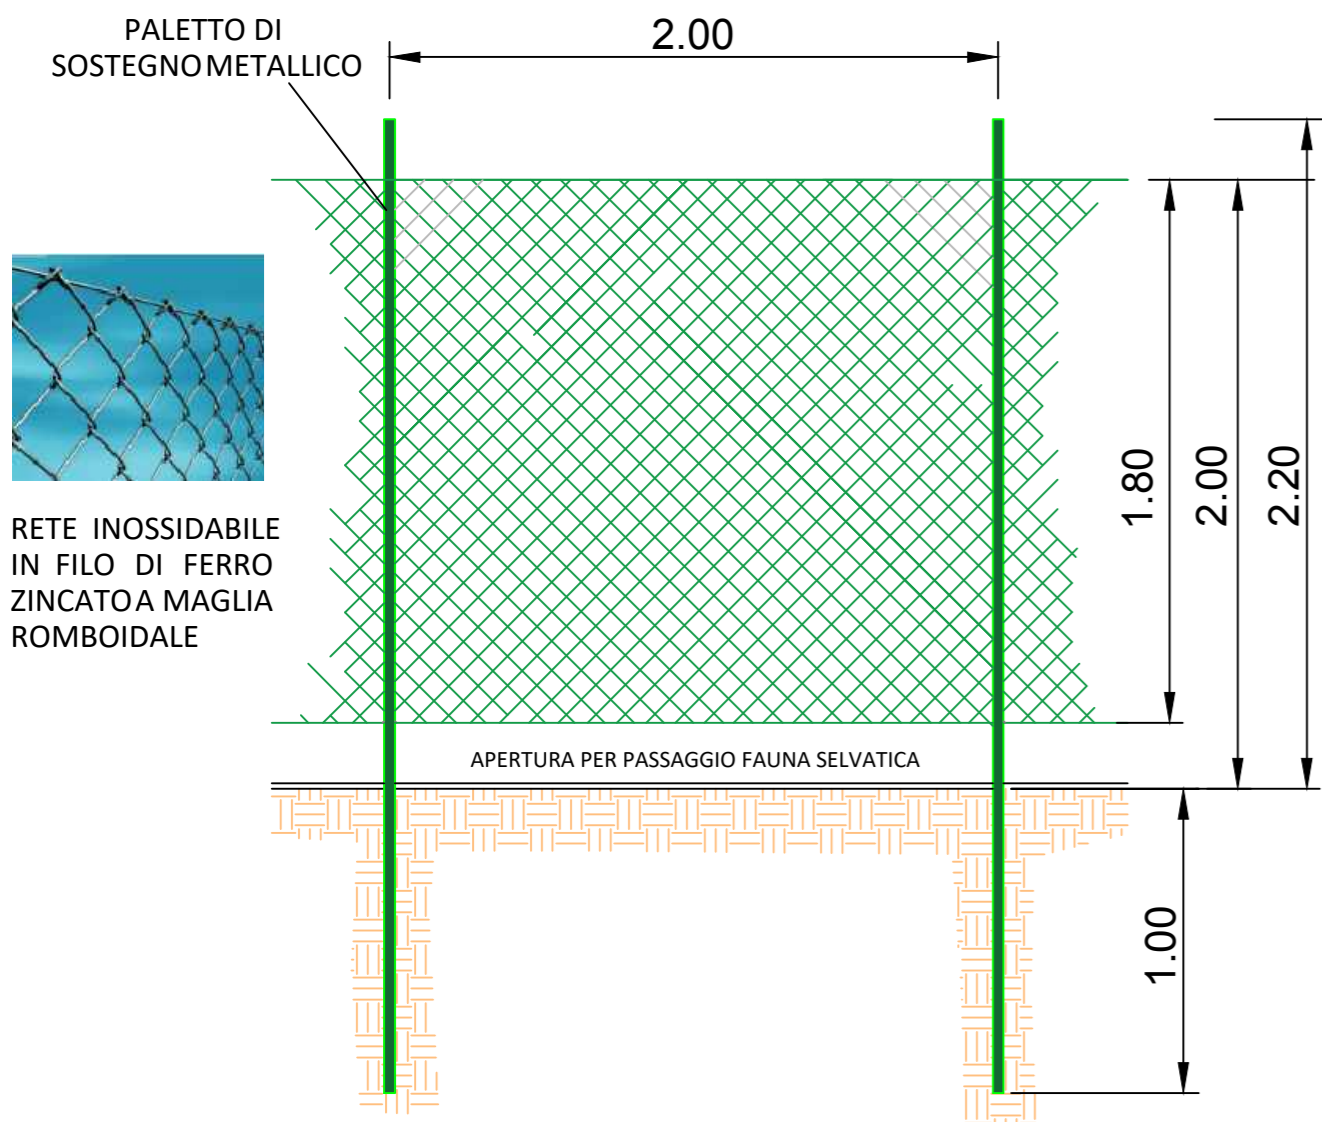 PALETTO DI
SOSTEGNO METALLICO
2.00
1.80
2.00
2.20
RETE INOSSIDABILE
IN FILO DI FERRO
ZINCATO A MAGLIA
ROMBOIDALE
APERTURA PER PASSAGGIO FAUNA SELVATICA
1.00